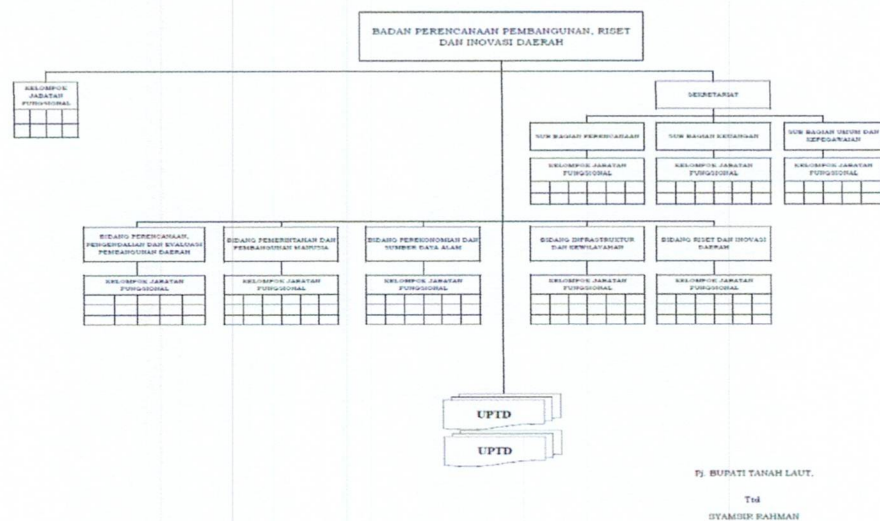 BADAN PERENCANAAN PEMBANGUNAN, RISET
DAN INOVASI DAERAH
KELOMPOK
JABATAN
FUNGSIONAL
SEKRETARIAT
SUB BAGIAN PERENCANAAN
SUB BAGIAN KEUANGAN
SUB BAGIAN UMUM DAN
KEPEGAWAIAN
KELOMPOK JABATAN
FUNGSIONAL
KELOMPOK JABATAN
FUNGSIONAL
KELOMPOK JABATAN
FUNGSIONAL
BIDANG PERENCANAAN,
PENGENDALIAN DAN EVALUASI
PEMBANGUNAN DAERAH
BIDANG PEMERINTAHAN DAN
PEMBANGUNAN MANUSIA
BIDANG PEREKONOMIAN DAN
SUMBER DAYA ALAM
BIDANG INFRASTRUKTUR
DAN KEWILAYAHAN
BIDANG RISET DAN INOVASI
DAERAH
KELOMPOK JABATAN
FUNGSIONAL
KELOMPOK JABATAN
FUNGSIONAL
KELOMPOK JABATAN
FUNGSIONAL
KELOMPOK JABATAN
FUNGSIONAL
KELOMPOK JABATAN
FUNGSIONAL
UPTD
UPTD
Pj. BUPATI TANAH LAUT,
Ttd
SYAMSIR RAHMAN